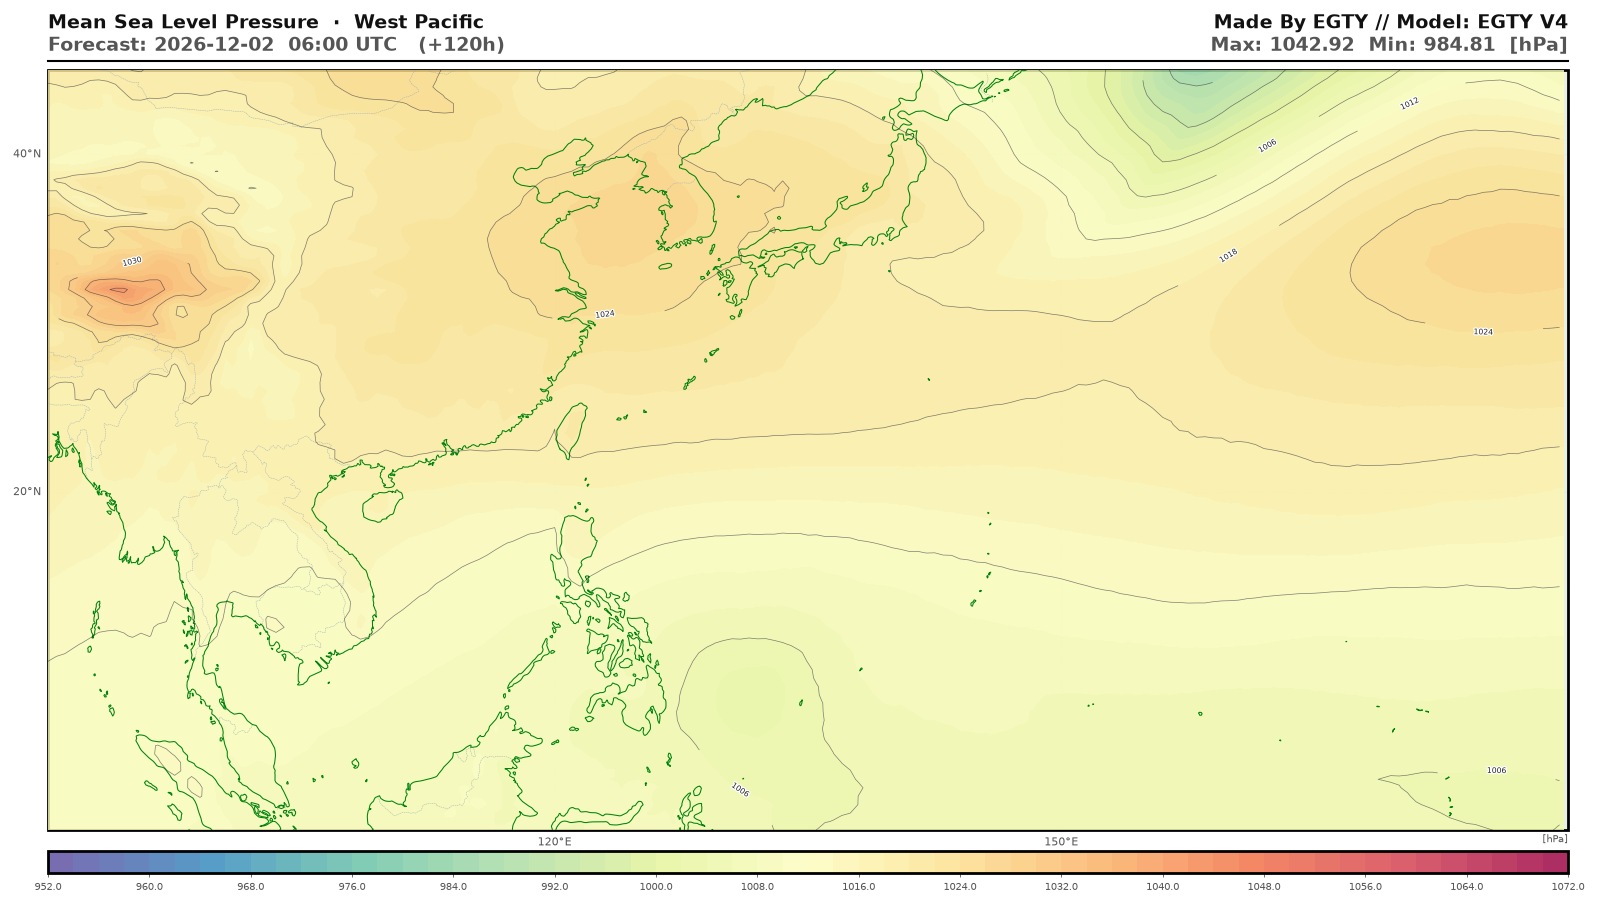 Mean Sea Level Pressure · West Pacific
Made By EGTY // Model: EGTY V4
Forecast: 2026-12-02 06:00 UTC (+120h)
Max: 1042.92 Min: 984.81 [hPa]
1012
40°N
1006
1018
1030
1024
1024
20°N
1006
1006
120°E
150°E
[hPa]
952.0 960.0 968.0 976.0 984.0 992.0 1000.0 1008.0 1016.0 1024.0 1032.0 1040.0 1048.0 1056.0 1064.0 1072.0